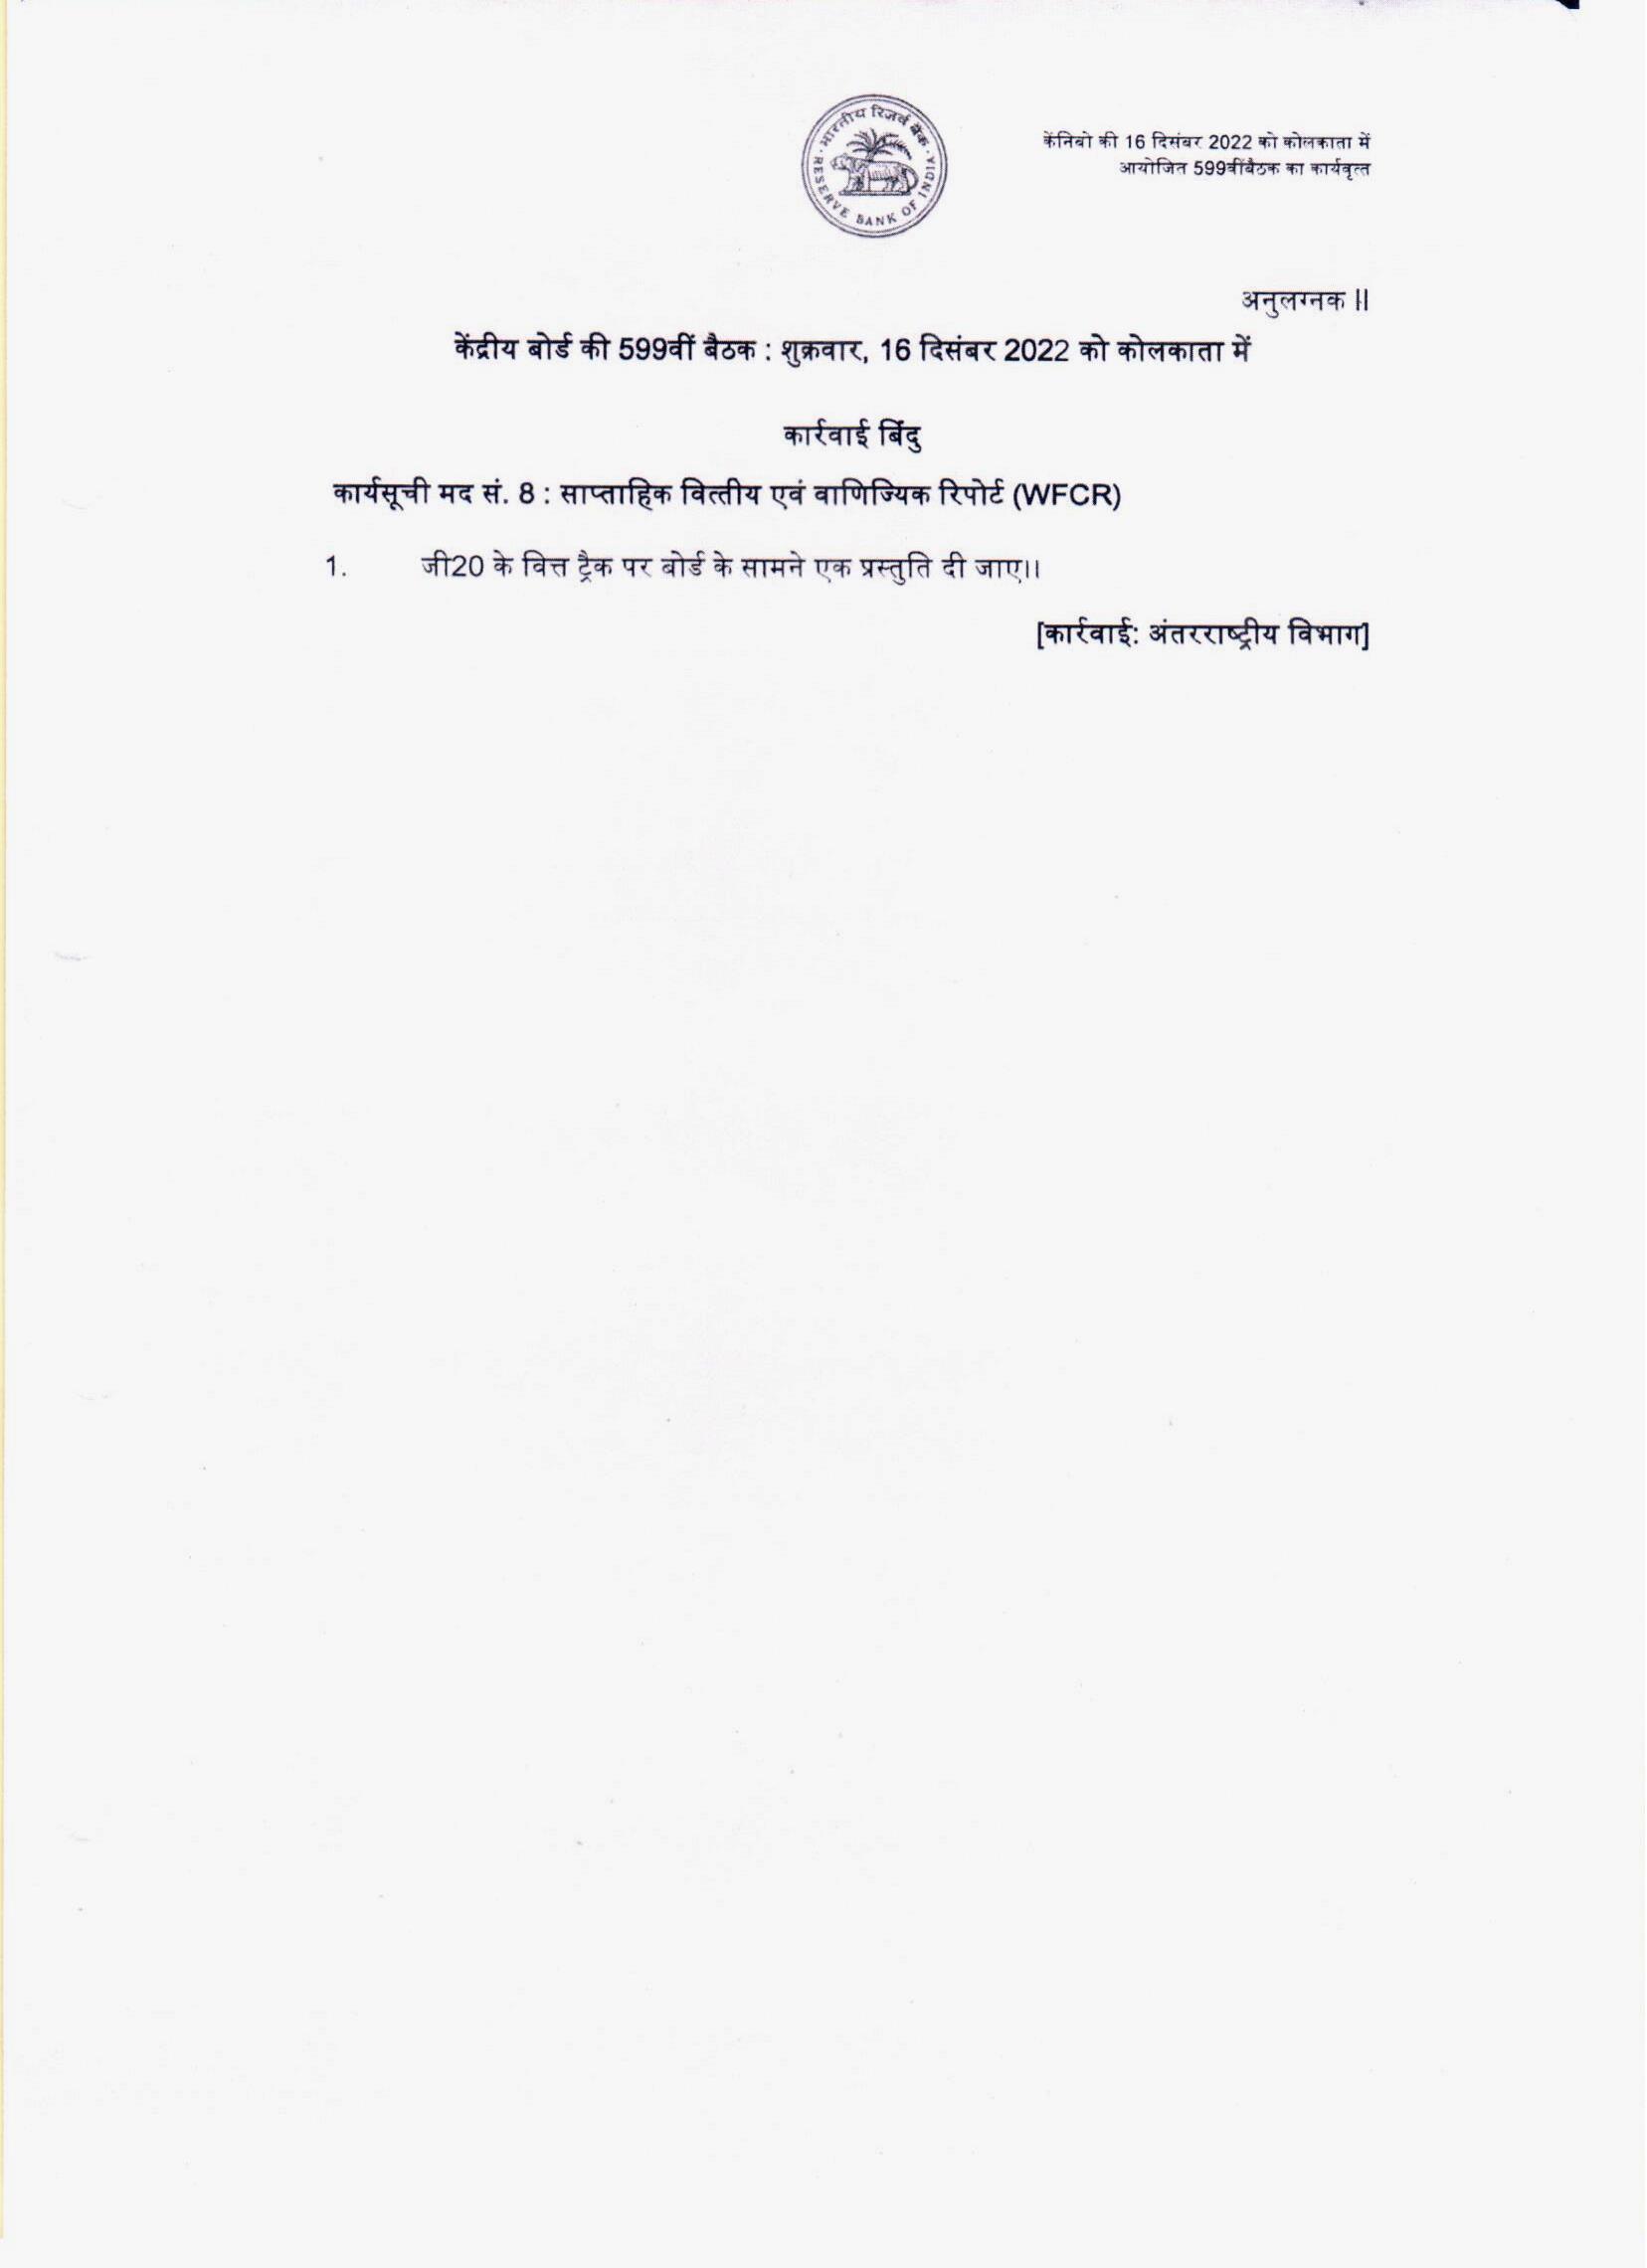 भारतीय रिज़र्व बैंक
RESERVE BANK OF INDIA
केंनिबो की 16 दिसंबर 2022 को कोलकाता में
आयोजित 599वींबैठक का कार्यवृत्त
अनुलग्नक II
केंद्रीय बोर्ड की 599वीं बैठक : शुक्रवार, 16 दिसंबर 2022 को कोलकाता में
कार्रवाई बिंदु
कार्यसूची मद सं. 8 : साप्ताहिक वित्तीय एवं वाणिज्यिक रिपोर्ट (WFCR)
1. जी20 के वित्त ट्रैक पर बोर्ड के सामने एक प्रस्तुति दी जाए।।
[कार्रवाई: अंतरराष्ट्रीय विभाग]